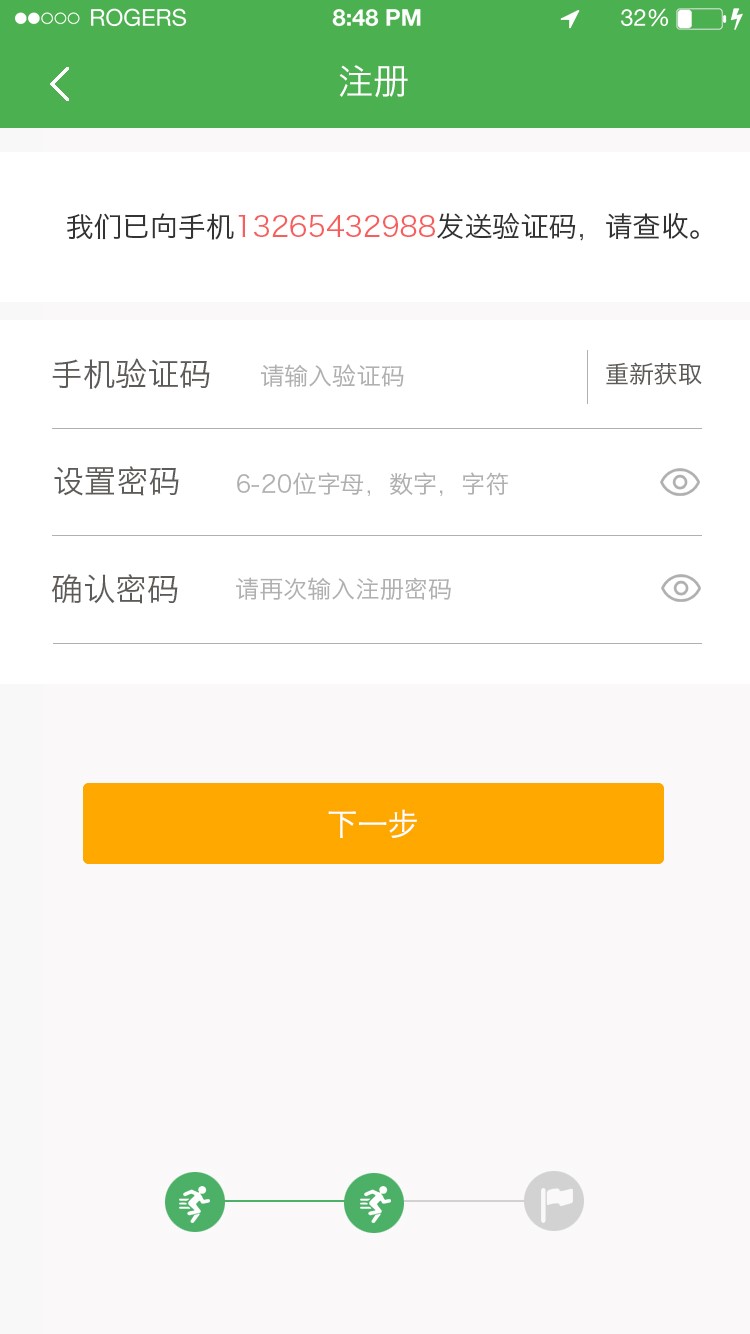 ROGERS 8:48 PM 32%
注册
我们已向手机13265432988发送验证码，请查收。
手机验证码 请输入验证码 重新获取
设置密码 6-20位字母，数字，字符
确认密码 请再次输入注册密码
下一步